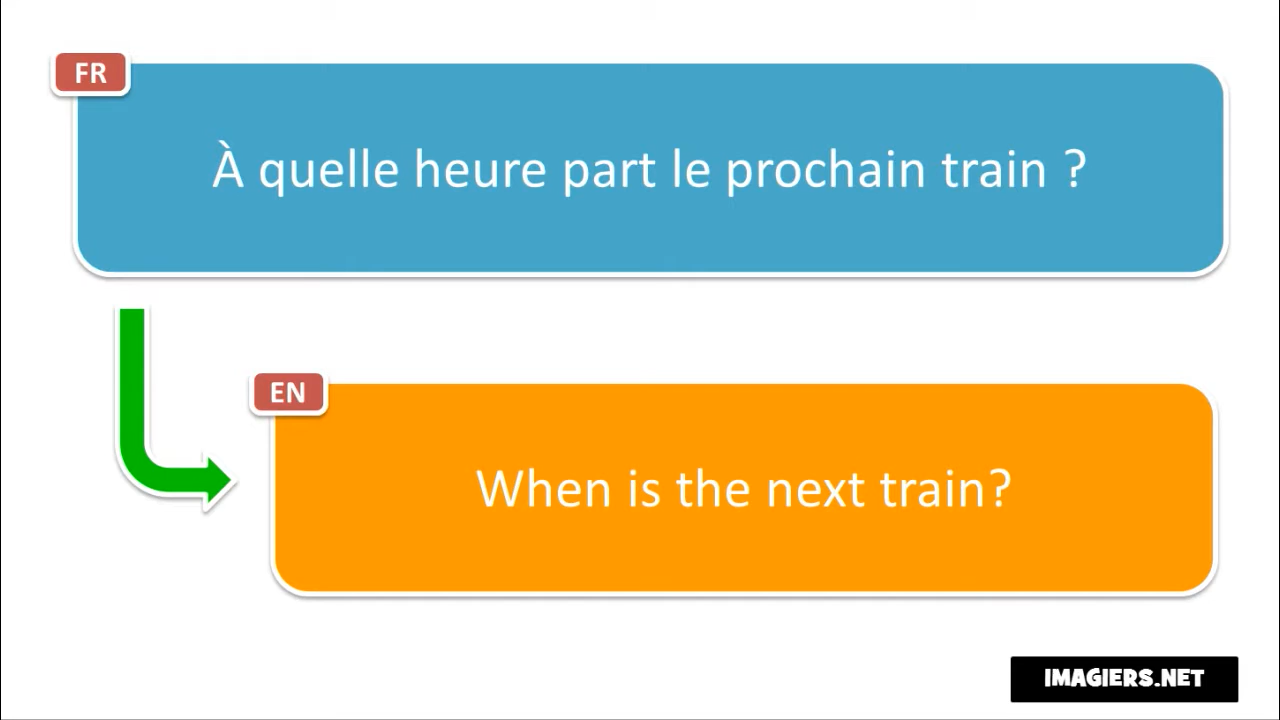 FR
À quelle heure part le prochain train ?
EN
When is the next train?
IMAGIERS.NET